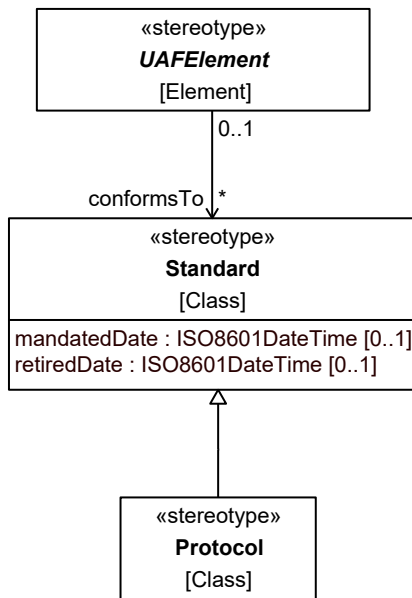 «stereotype»
UAFElement
[Element]
0..1
conformsTo *
«stereotype»
Standard
[Class]
mandatedDate : ISO8601DateTime [0..1]
retiredDate : ISO8601DateTime [0..1]
«stereotype»
Protocol
[Class]